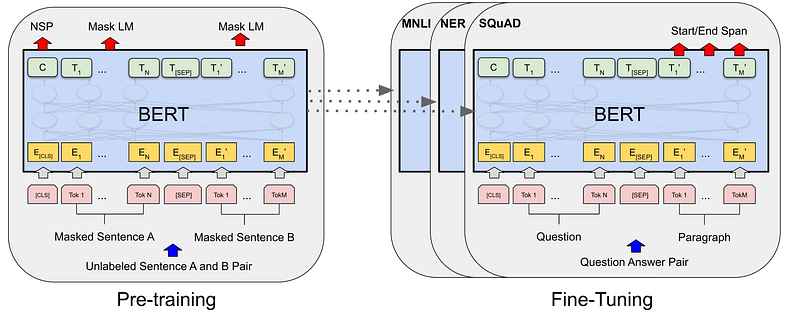 NSP Mask LM Mask LM
C T1 ... TN T[SEP] T1' ... TM'
BERT
E[CLS] E1 ... EN E[SEP] E1' ... EM'
[CLS] Tok 1 ... Tok N [SEP] Tok 1 ... TokM
Masked Sentence A Masked Sentence B
Unlabeled Sentence A and B Pair
Pre-training
MNLI NER SQuAD
Start/End Span
C T1 ... TN T[SEP] T1' ... TM'
BERT
E[CLS] E1 ... EN E[SEP] E1' ... EM'
[CLS] Tok 1 ... Tok N [SEP] Tok 1 ... TokM
Question Paragraph
Question Answer Pair
Fine-Tuning